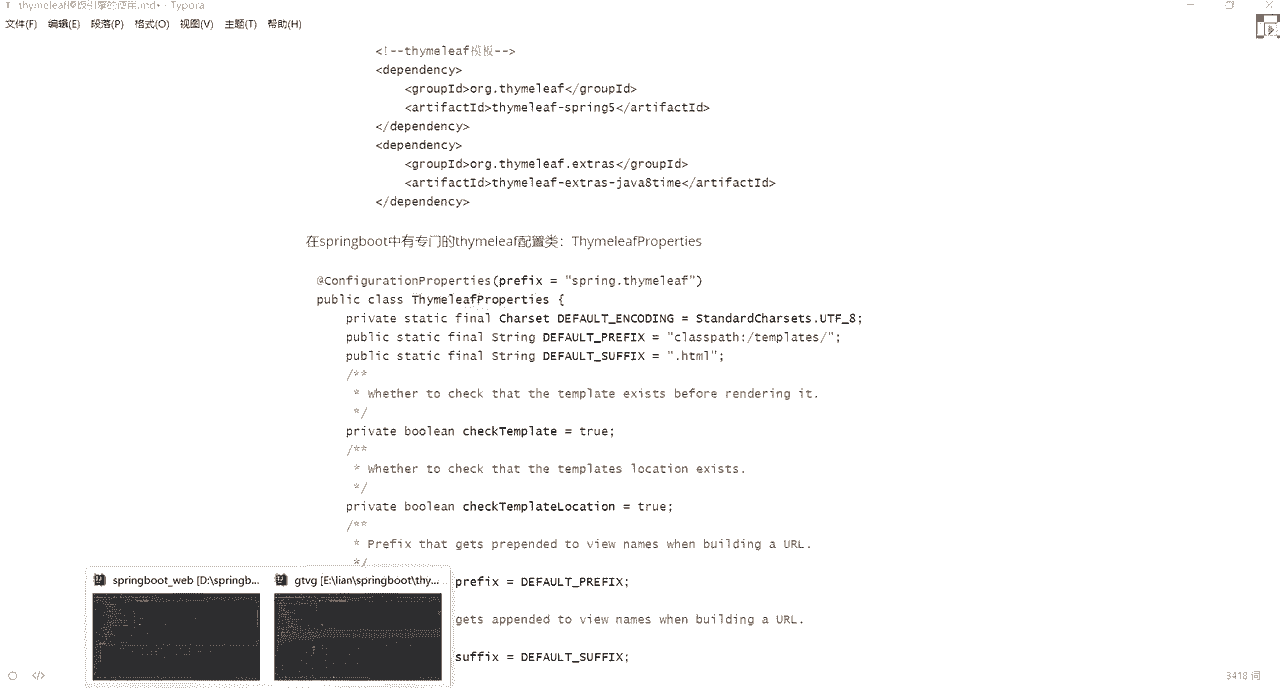 thymeleaf模板引擎的使用.md• - Typora
文件(F) 编辑(E) 段落(P) 格式(O) 视图(V) 主题(T) 帮助(H)
<!--thymeleaf模板-->
<dependency>
<groupId>org.thymeleaf</groupId>
<artifactId>thymeleaf-spring5</artifactId>
</dependency>
<dependency>
<groupId>org.thymeleaf.extras</groupId>
<artifactId>thymeleaf-extras-java8time</artifactId>
</dependency>
在springboot中有专门的thymeleaf配置类：ThymeleafProperties
@ConfigurationProperties(prefix = "spring.thymeleaf")
public class ThymeleafProperties {
private static final Charset DEFAULT_ENCODING = StandardCharsets.UTF_8;
public static final String DEFAULT_PREFIX = "classpath:/templates/";
public static final String DEFAULT_SUFFIX = ".html";
/**
* Whether to check that the template exists before rendering it.
*/
private boolean checkTemplate = true;
/**
* Whether to check that the templates location exists.
*/
private boolean checkTemplateLocation = true;
/**
* Prefix that gets prepended to view names when building a URL.
*/
prefix = DEFAULT_PREFIX;
gets appended to view names when building a URL.
suffix = DEFAULT_SUFFIX;
springboot_web [D:\springb... gtvg [E:\lian\springboot\thy...
</> 3418 词